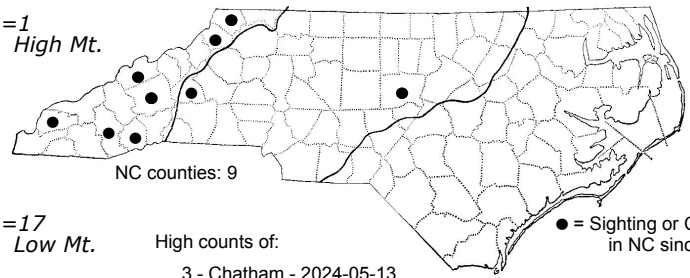 =1
High Mt.
NC counties: 9
=17
Low Mt.
High counts of:
3 - Chatham - 2024-05-13
● = Sighting or
in NC